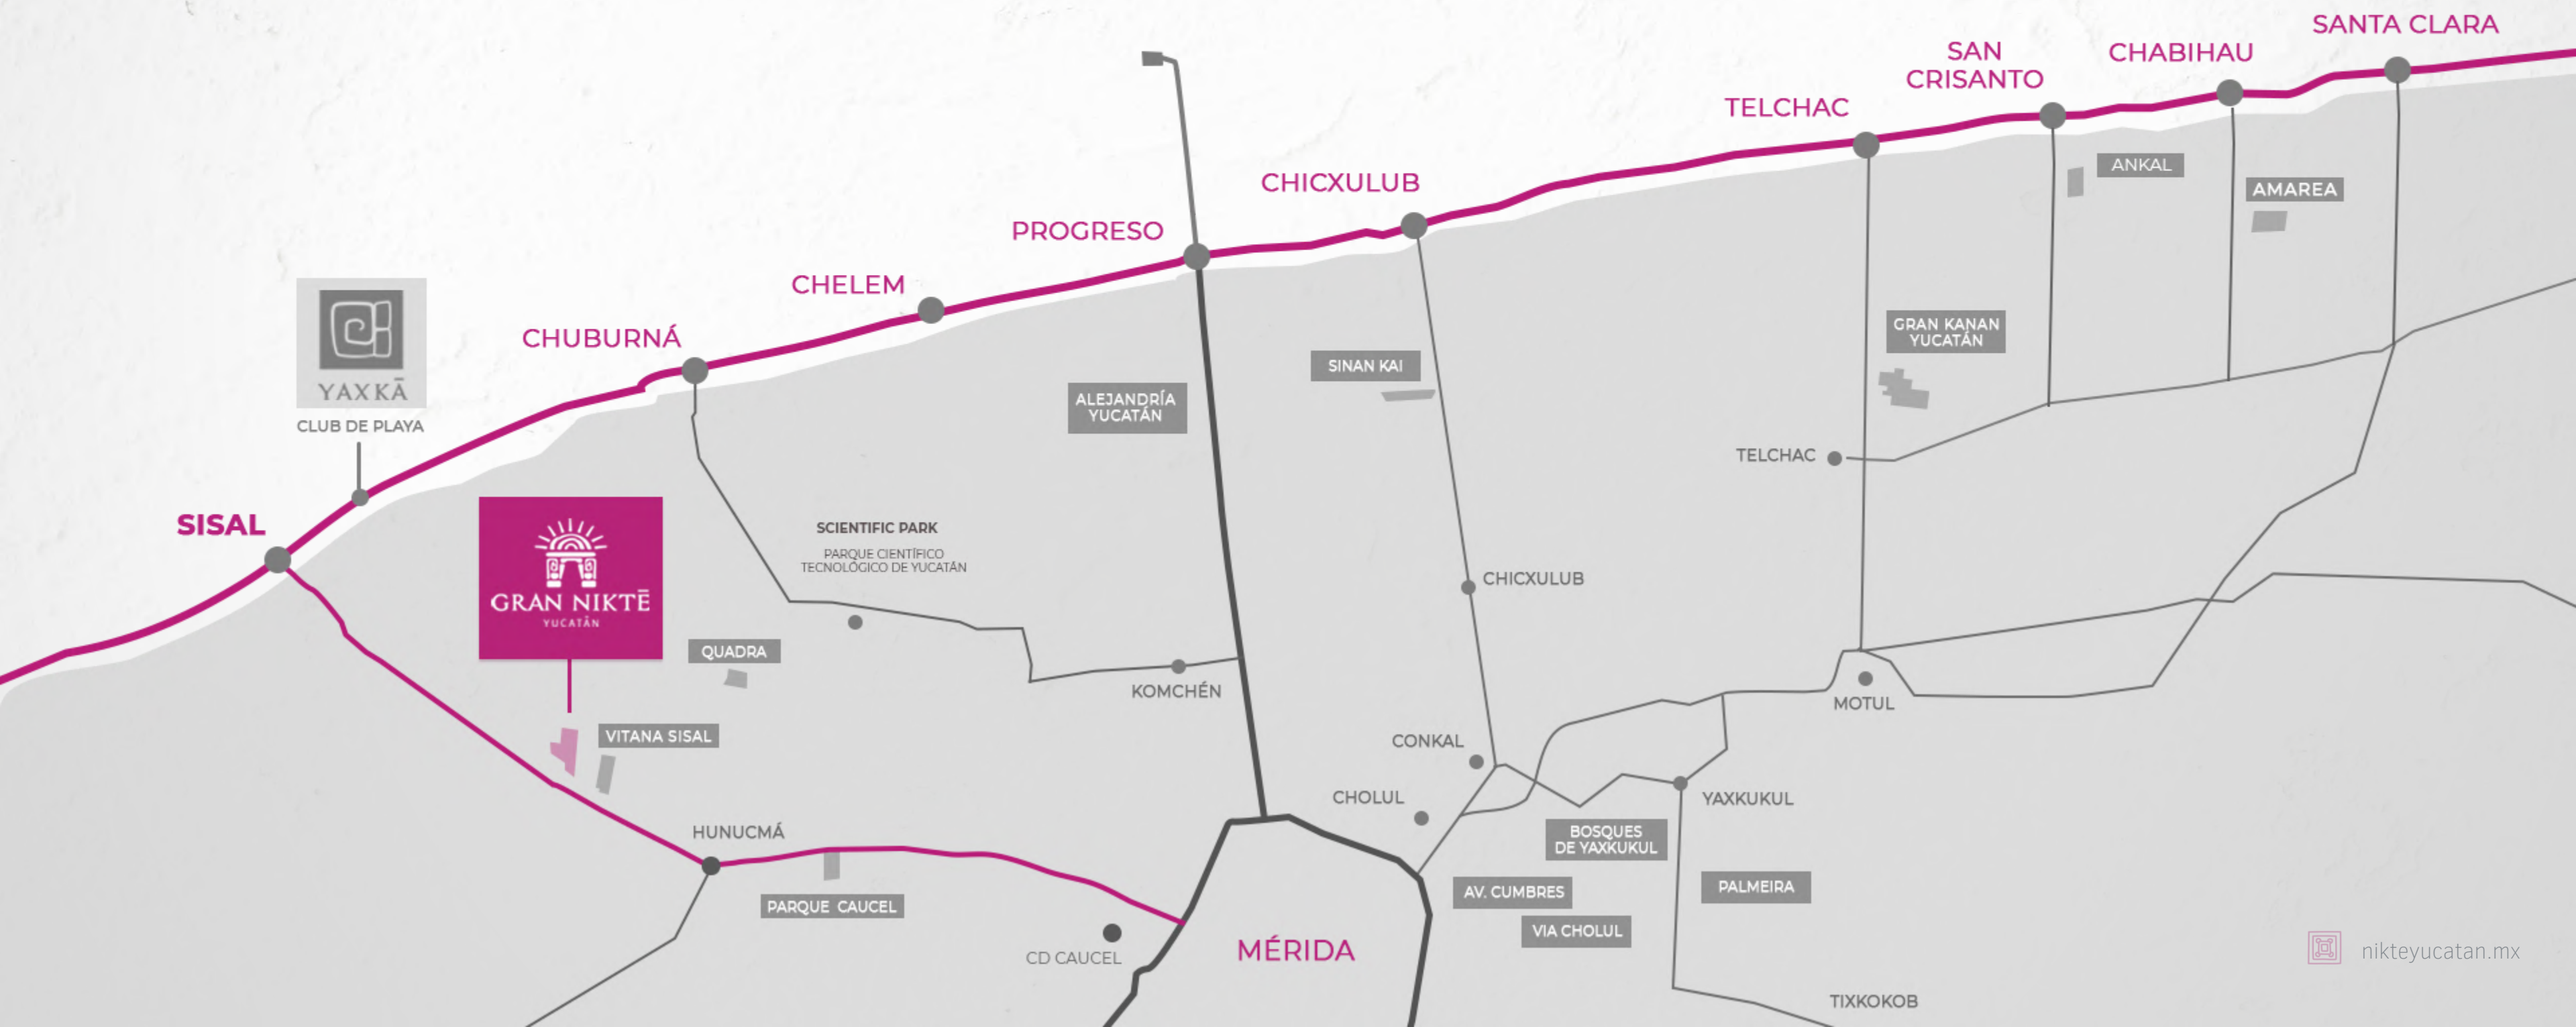 SANTA CLARA
SAN
CRISANTO
CHABIHAU
TELCHAC
ANKAL
AMAREA
CHICXULUB
PROGRESO
CHELEM
CHUBURNÁ
YAXKĀ
CLUB DE PLAYA
GRAN KANAN
YUCATÁN
SINAN KAI
ALEJANDRÍA
YUCATÁN
TELCHAC
SISAL
GRAN NIKTĒ
YUCATÁN
SCIENTIFIC PARK
PARQUE CIENTÍFICO
TECNOLÓGICO DE YUCATÁN
CHICXULUB
QUADRA
KOMCHÉN
MOTUL
VITANA SISAL
CONKAL
CHOLUL
YAXKUKUL
HUNUCMÁ
BOSQUES
DE YAXKUKUL
PARQUE CAUCEL
AV. CUMBRES
PALMEIRA
VIA CHOLUL
CD CAUCEL
MÉRIDA
nikteyucatan.mx
TIXKOKOB